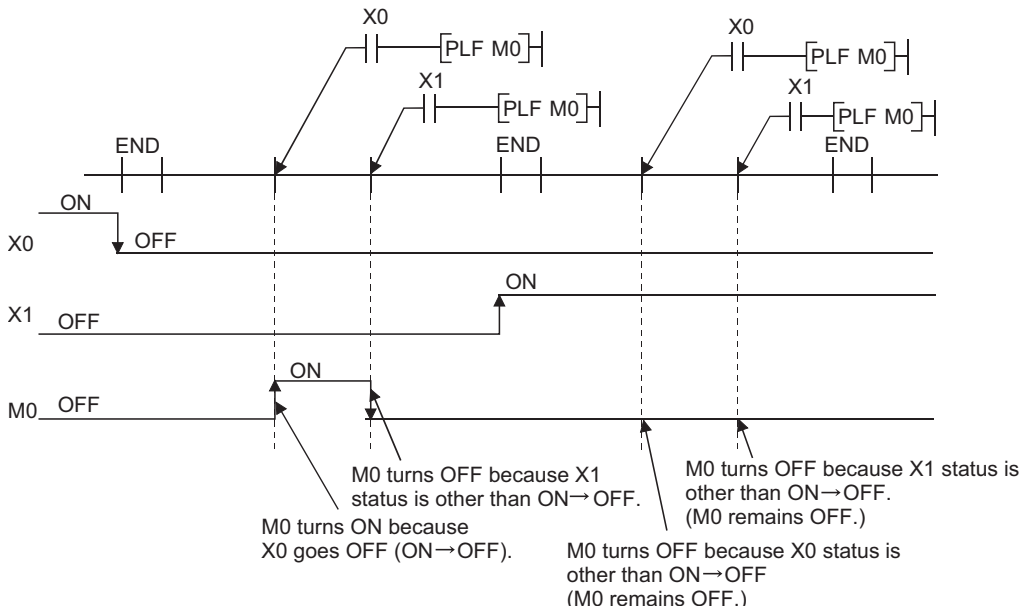 X0
PLF M0
X1
PLF M0
X0
PLF M0
X1
PLF M0
END
END
END
ON
X0
OFF
ON
X1
OFF
ON
M0
OFF
M0 turns OFF because X1
status is other than ON→OFF.
M0 turns ON because
X0 goes OFF (ON→OFF).
M0 turns OFF because X1 status is
other than ON→OFF.
(M0 remains OFF.)
M0 turns OFF because X0 status is
other than ON→OFF
(M0 remains OFF.)